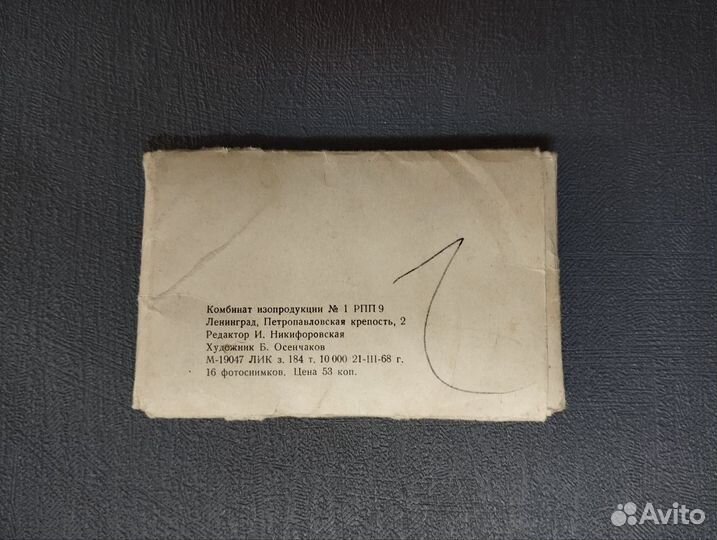 Комбинат изопродукции № 1 РПП 9
Ленинград, Петропавловская крепость, 2
Редактор И. Никифоровская
Художник Б. Осенчаков
М-19047 ЛИК з. 184 т. 10 000 21-III-68 г.
16 фотоснимков. Цена 53 коп.
Avito